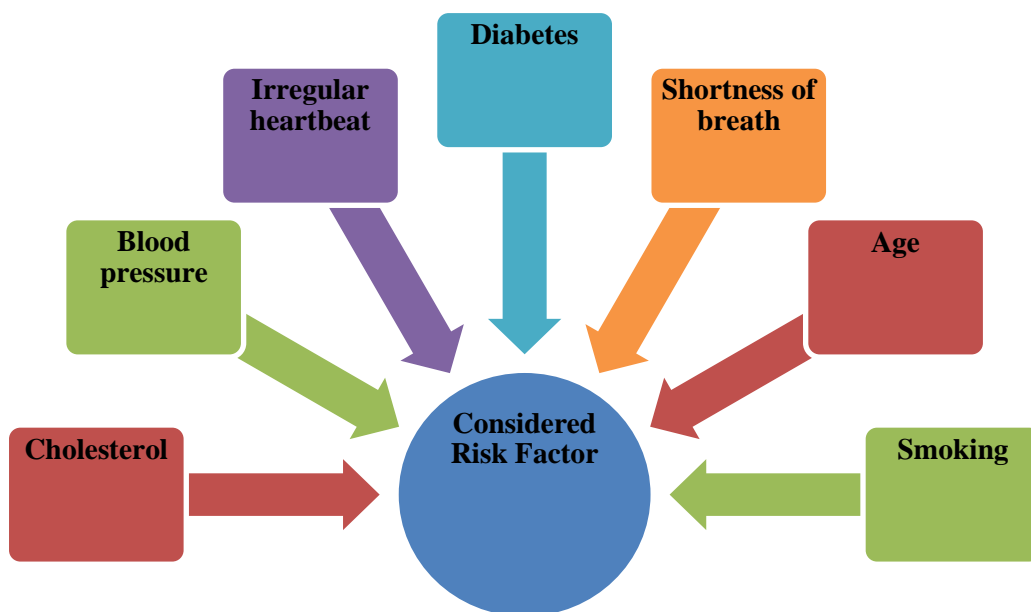 Diabetes
Irregular
heartbeat
Shortness of
breath
Blood
pressure
Age
Considered
Risk Factor
Cholesterol
Smoking